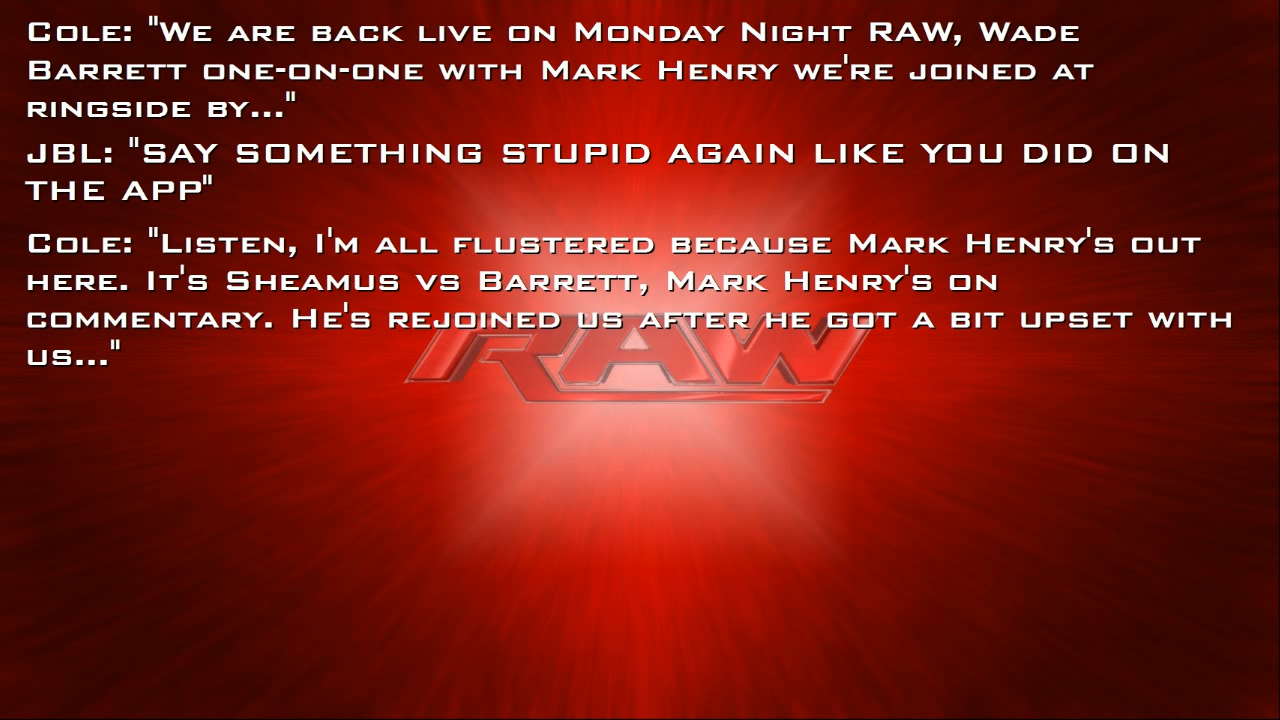 Cole: "We are back live on Monday Night RAW, Wade
Barrett one-on-one with Mark Henry we're joined at
ringside by..."
JBL: "SAY SOMETHING STUPID AGAIN LIKE YOU DID ON
THE APP"
Cole: "Listen, I'm all flustered because Mark Henry's out
here. It's Sheamus vs Barrett, Mark Henry's on
commentary. He's rejoined us after he got a bit upset with
us..."
RAW